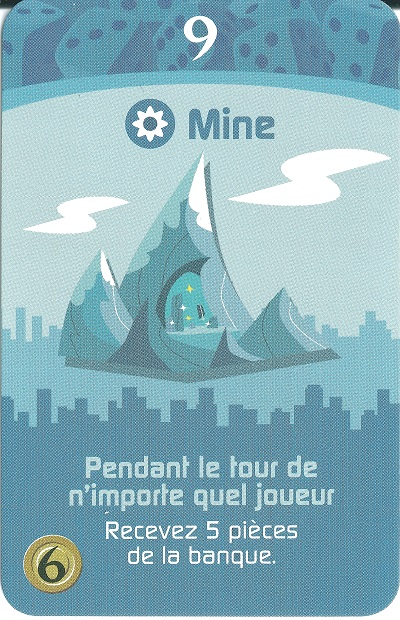 9
Mine
Pendant le tour de
n'importe quel joueur
Recevez 5 pièces
de la banque.
6